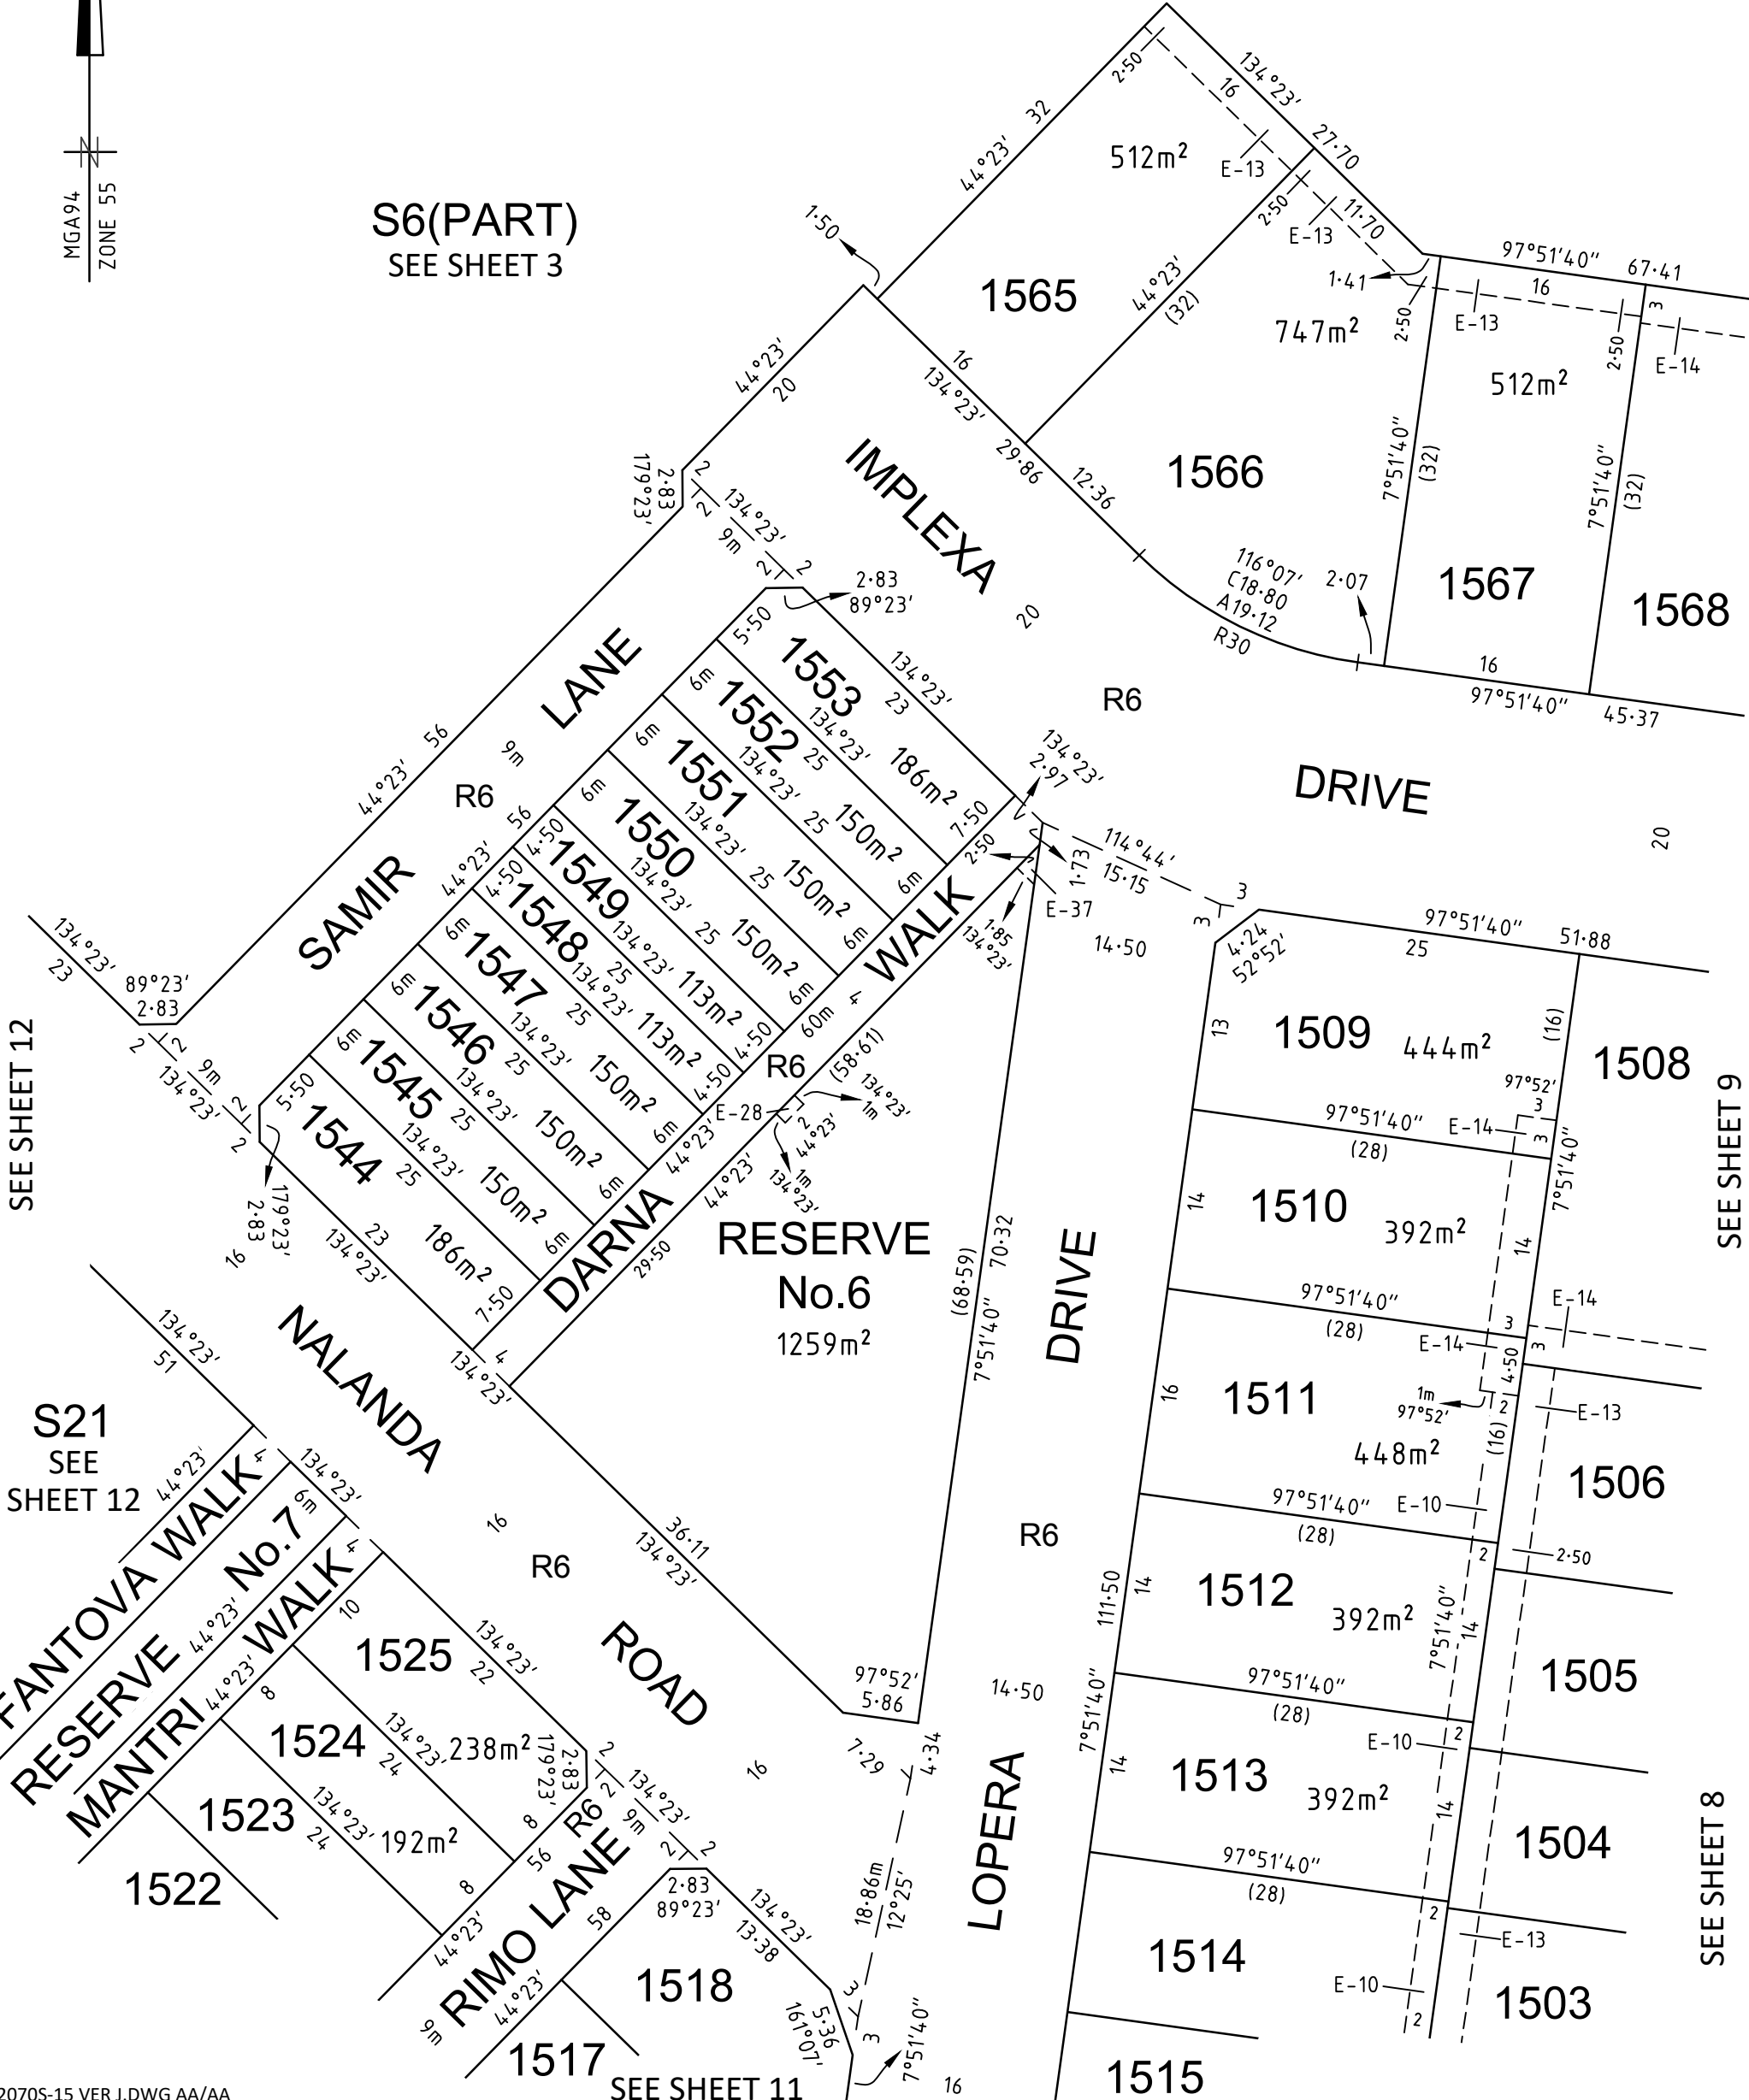 MGA94
ZONE 55
S6(PART)
SEE SHEET 3
1·50
44°23'
32
2·50
16
134°23'
27·70
512m²
E-13
2·50
E-13
11·70
1565
44°23'
(32)
97°51'40"
67·41
1·41
16
3
747m²
2·50
E-13
2·50
E-14
512m²
44°23'
20
16
134°23'
29·86
12·36
1566
7°51'40"
(32)
7°51'40"
(32)
1567
1568
116°07'
C18·80
A19·12
R30
2·07
16
97°51'40"
45·37
2·83
179°23'
2
2
134°23'
9m
2
2
IMPLEXA
20
R6
DRIVE
20
2·83
89°23'
5·50
1553
134°23'
23
186m²
7·50
134°23'
2·97
6m
1552
134°23'
25
150m²
6m
6m
1551
134°23'
25
150m²
6m
6m
1550
134°23'
25
150m²
6m
4·50
1549
134°23'
25
113m²
4·50
4·50
1548
134°23'
25
113m²
4·50
6m
1547
134°23'
25
150m²
6m
6m
1546
134°23'
25
150m²
6m
6m
1545
134°23'
25
150m²
6m
5·50
1544
134°23'
25
186m²
7·50
23
134°23'
179°23'
2·83
SAMIR
LANE
9m
R6
44°23'
56
44°23'
56
134°23'
23
89°23'
2·83
2
2
9m
134°23'
2
2
SEE SHEET 12
DARNA
WALK
R6
60m
4
44°23'
(58·61)
2·50
1·73
E-37
1·85
134°23'
114°44'
15·15
3
3
14·50
E-28
134°23'
1m
2
44°23'
1m
134°23'
44°23'
29·50
4
134°23'
RESERVE
No.6
1259m²
(68·59)
70·32
7°51'40"
36·11
134°23'
97°52'
5·86
4·24
52°52'
97°51'40"
51·88
25
13
1509
444m²
(16)
1508
97°52'
3
3
E-14
97°51'40"
(28)
7°51'40"
SEE SHEET 9
14
1510
392m²
14
97°51'40"
(28)
E-14
3
3
E-14
16
1511
4·50
1m
97°52'
2
E-13
448m²
(16)
1506
97°51'40"
(28)
E-10
2
2·50
14
1512
392m²
7°51'40"
14
1505
97°51'40"
(28)
E-10
2
14
1513
392m²
14
1504
97°51'40"
(28)
2
E-13
1514
E-10
2
1503
1515
SEE SHEET 8
DRIVE
R6
111·50
14·50
7°51'40"
LOPERA
16
NALANDA
ROAD
16
134°23'
51
16
R6
16
S21
SEE
SHEET 12
44°23'
4
134°23'
FANTOVA WALK
6m
RESERVE No.7
44°23'
4
MANTRI WALK
44°23'
10
1525
134°23'
22
238m²
8
1524
134°23'
24
8
179°23'
2·83
2
2
134°23'
9m
2
2
1523
134°23'
24
192m²
8
1522
R6
56
44°23'
RIMO LANE
9m
58
44°23'
2·83
89°23'
134°23'
13·38
1518
5·36
161°07'
1517
7·29
4·34
18·86m
12°25'
3
3
7°51'40"
SEE SHEET 11
2070S-15 VER J.DWG AA/AA